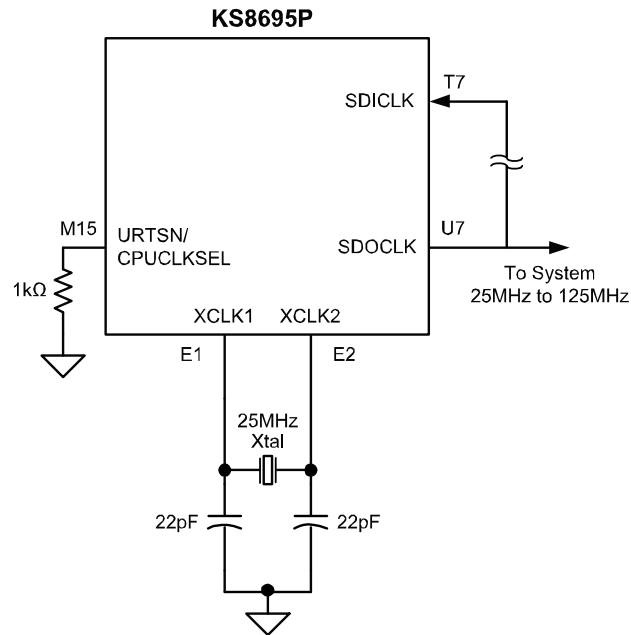 KS8695P
T7
SDICLK
M15
URTSN/
CPUCLKSEL
U7
SDOCLK
To System
25MHz to 125MHz
1kΩ
XCLK1
XCLK2
E1
E2
25MHz
Xtal
22pF
22pF